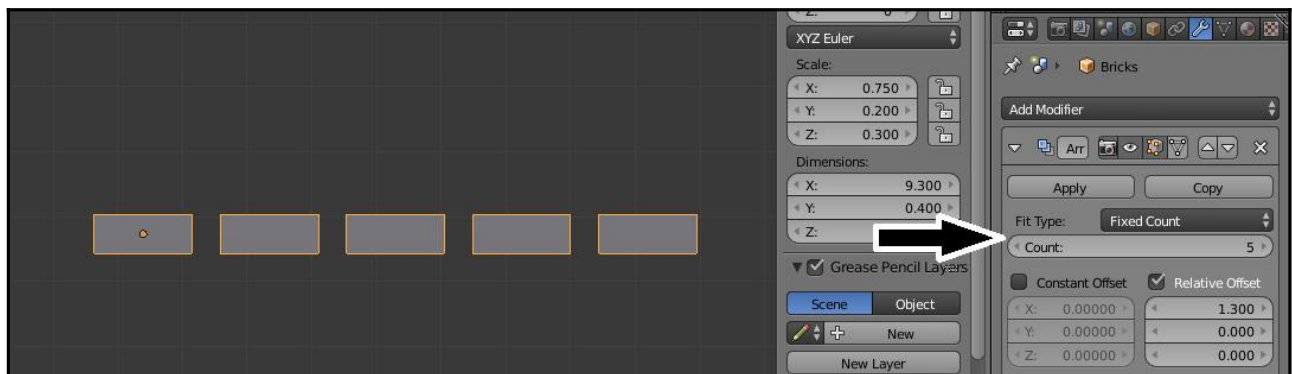 Z: 0
XYZ Euler
Scale:
X: 0.750
Y: 0.200
Z: 0.300
Dimensions:
X: 9.300
Y: 0.400
Z:
Grease Pencil Layers
Scene Object
New
New Layer
Bricks
Add Modifier
Arr
Apply Copy
Fit Type: Fixed Count
Count: 5
Constant Offset Relative Offset
X: 0.00000 1.300
Y: 0.00000 0.000
Z: 0.00000 0.000